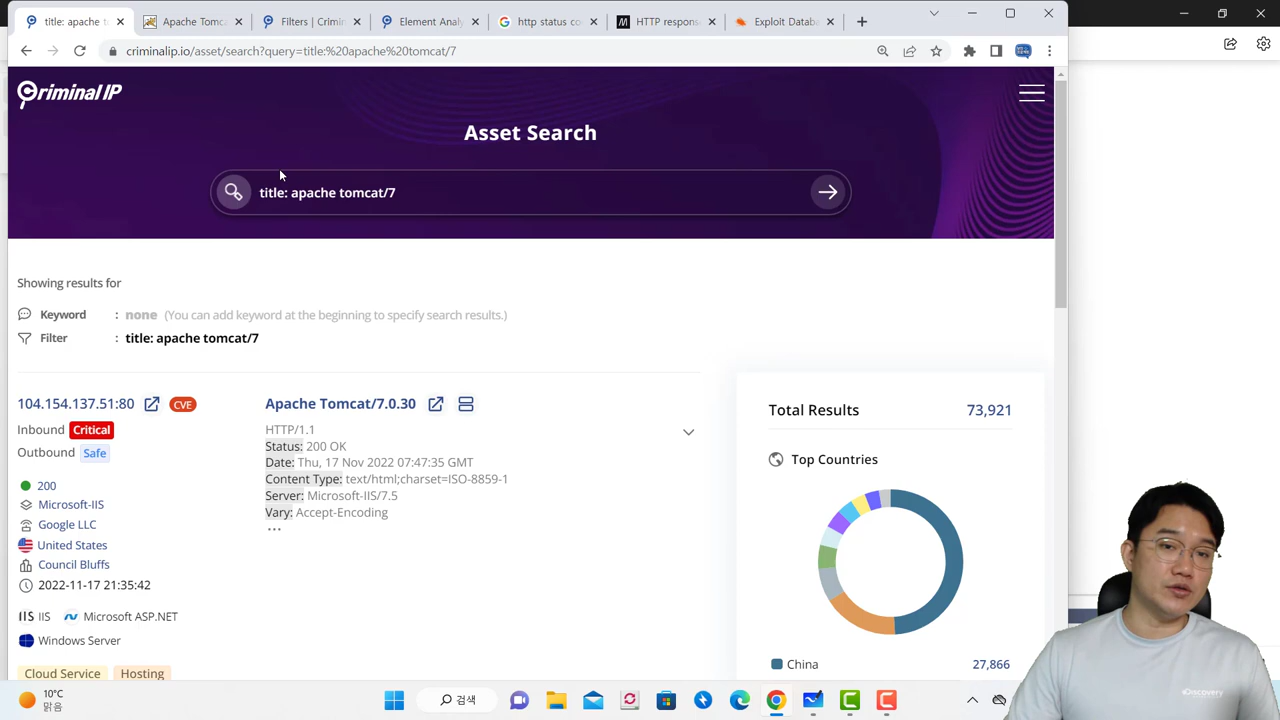 title: ap
Apache Tomc
Filters | Crimin
Element Analy
http status co
HTTP respon
Exploit Datab
criminalip.io/asset/search?query=title:%20apache%20tomcat/7
Criminal IP
Asset Search
title: apache tomcat/7
Showing results for
Keyword : none (You can add keyword at the beginning to specify search results.)
Filter : title: apache tomcat/7
104.154.137.51:80 CVE
Inbound Critical
Outbound Safe
200
Microsoft-IIS
Google LLC
United States
Council Bluffs
2022-11-17 21:35:42
IIS IIS Microsoft ASP.NET
Windows Server
Cloud Service Hosting
Apache Tomcat/7.0.30
HTTP/1.1
Status: 200 OK
Date: Thu, 17 Nov 2022 07:47:35 GMT
Content Type: text/html;charset=ISO-8859-1
Server: Microsoft-IIS/7.5
Vary: Accept-Encoding
...
Total Results 73,921
Top Countries
China 27,866
10°C
맑음
검색
Discovery